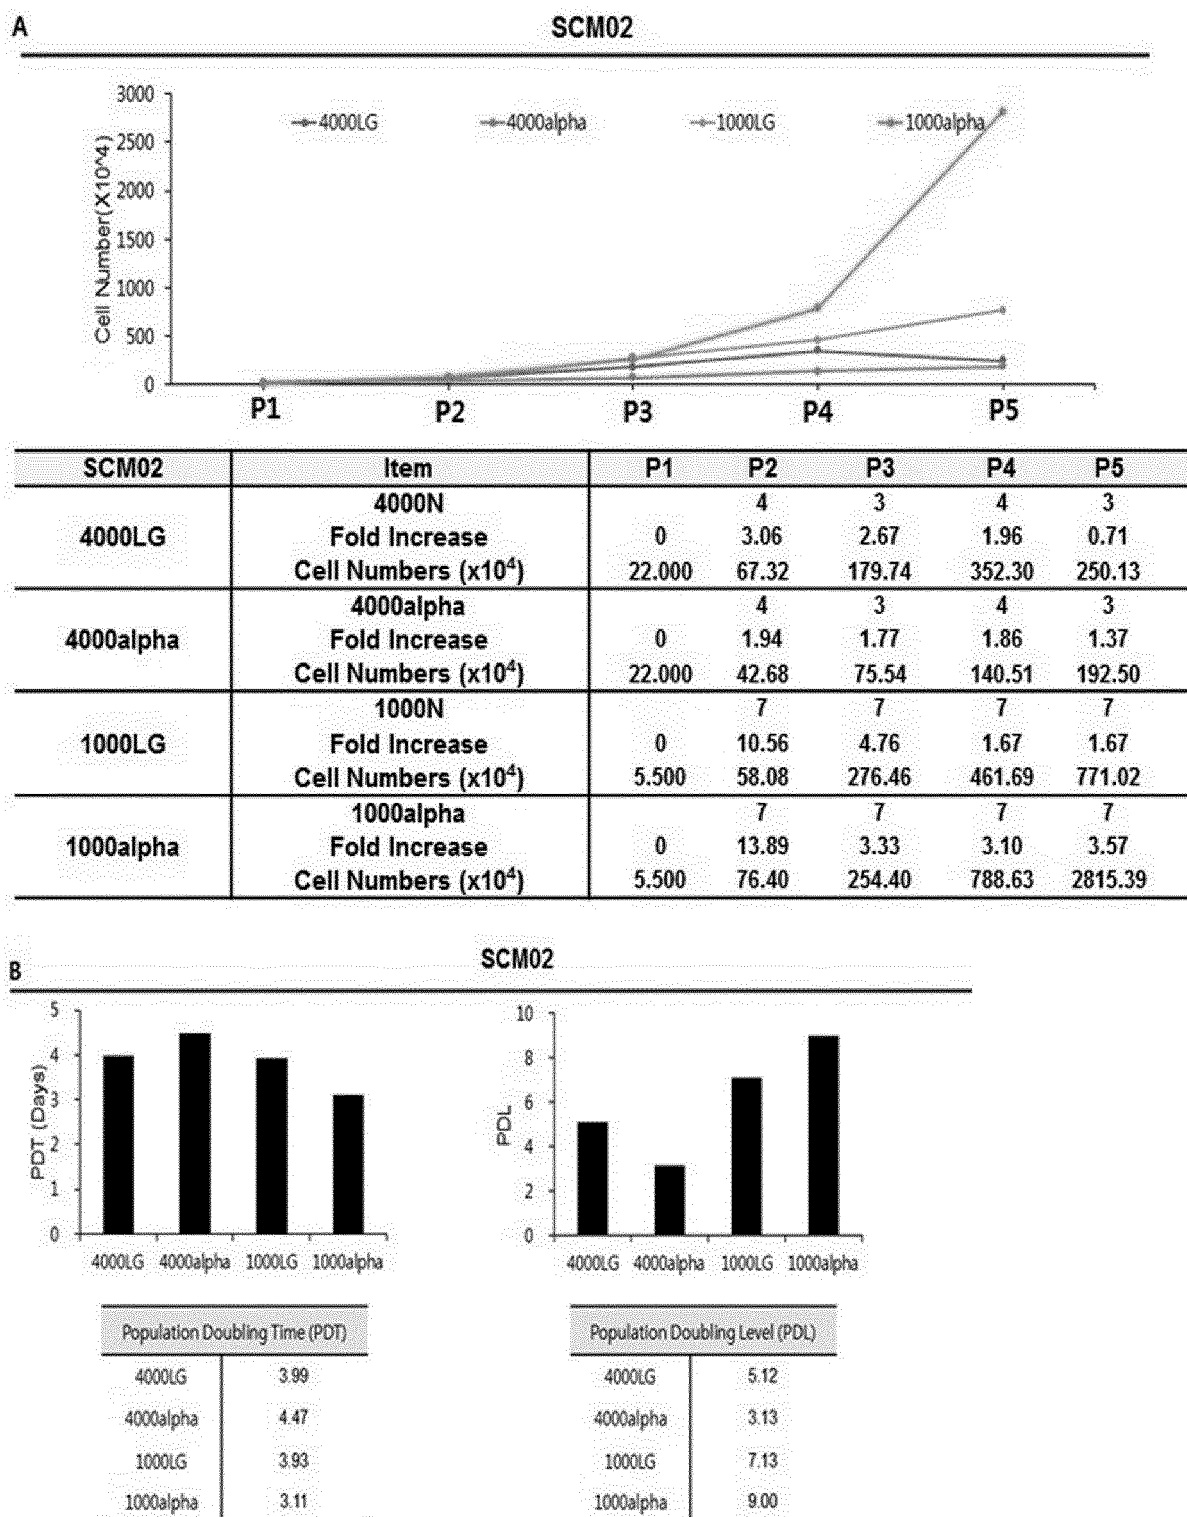 A
SCM02
3000
2500
2000
1500
1000
500
0
Cell Number(X10^4)
4000LG 4000alpha 1000LG 1000alpha
P1 P2 P3 P4 P5
SCM02 Item P1 P2 P3 P4 P5
4000LG
4000N 4 3 4 3
Fold Increase 0 3.06 2.67 1.96 0.71
Cell Numbers (x10⁴) 22.000 67.32 179.74 352.30 250.13
4000alpha
4000alpha 4 3 4 3
Fold Increase 0 1.94 1.77 1.86 1.37
Cell Numbers (x10⁴) 22.000 42.68 75.54 140.51 192.50
1000LG
1000N 7 7 7 7
Fold Increase 0 10.56 4.76 1.67 1.67
Cell Numbers (x10⁴) 5.500 58.08 276.46 461.69 771.02
1000alpha
1000alpha 7 7 7 7
Fold Increase 0 13.89 3.33 3.10 3.57
Cell Numbers (x10⁴) 5.500 76.40 254.40 788.63 2815.39
B
SCM02
5
4
3
2
1
0
PDT (Days)
4000LG 4000alpha 1000LG 1000alpha
10
8
6
4
2
0
PDL
4000LG 4000alpha 1000LG 1000alpha
Population Doubling Time (PDT)
4000LG 3.99
4000alpha 4.47
1000LG 3.93
1000alpha 3.11
Population Doubling Level (PDL)
4000LG 5.12
4000alpha 3.13
1000LG 7.13
1000alpha 9.00